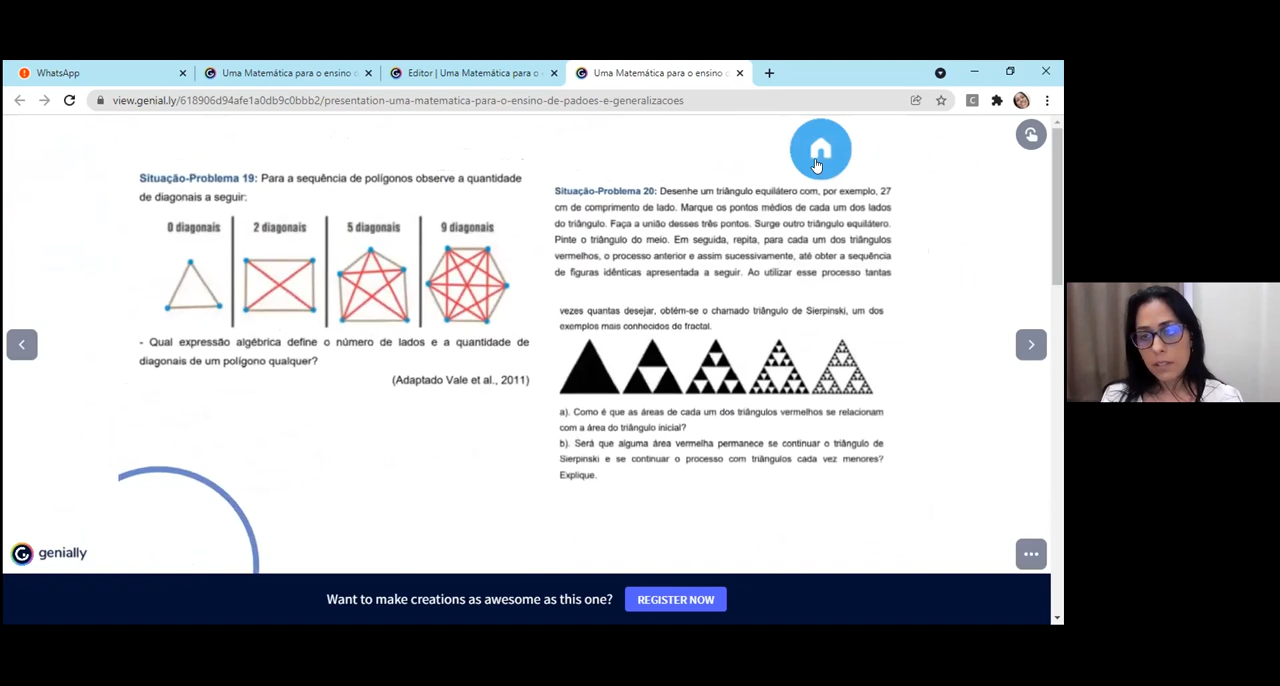 WhatsApp
Uma Matemática para o ensino d
Editor | Uma Matemática para o e
Uma Matemática para o ensino d
view.genial.ly/618906d94afe1a0db9c0bbb2/presentation-uma-matematica-para-o-ensino-de-padoes-e-generalizacoes
C
Situação-Problema 19: Para a sequência de polígonos observe a quantidade
de diagonais a seguir:
0 diagonais
2 diagonais
5 diagonais
9 diagonais
- Qual expressão algébrica define o número de lados e a quantidade de
diagonais de um polígono qualquer?
(Adaptado Vale et al., 2011)
Situação-Problema 20: Desenhe um triângulo equilátero com, por exemplo, 27
cm de comprimento de lado. Marque os pontos médios de cada um dos lados
do triângulo. Faça a união desses três pontos. Surge outro triângulo equilátero.
Pinte o triângulo do meio. Em seguida, repita, para cada um dos triângulos
vermelhos, o processo anterior e assim sucessivamente, até obter a sequência
de figuras idênticas apresentada a seguir. Ao utilizar esse processo tantas
vezes quantas desejar, obtém-se o chamado triângulo de Sierpinski, um dos
exemplos mais conhecidos de fractal.
a). Como é que as áreas de cada um dos triângulos vermelhos se relacionam
com a área do triângulo inicial?
b). Será que alguma área vermelha permanece se continuar o triângulo de
Sierpinski e se continuar o processo com triângulos cada vez menores?
Explique.
genially
Want to make creations as awesome as this one?
REGISTER NOW